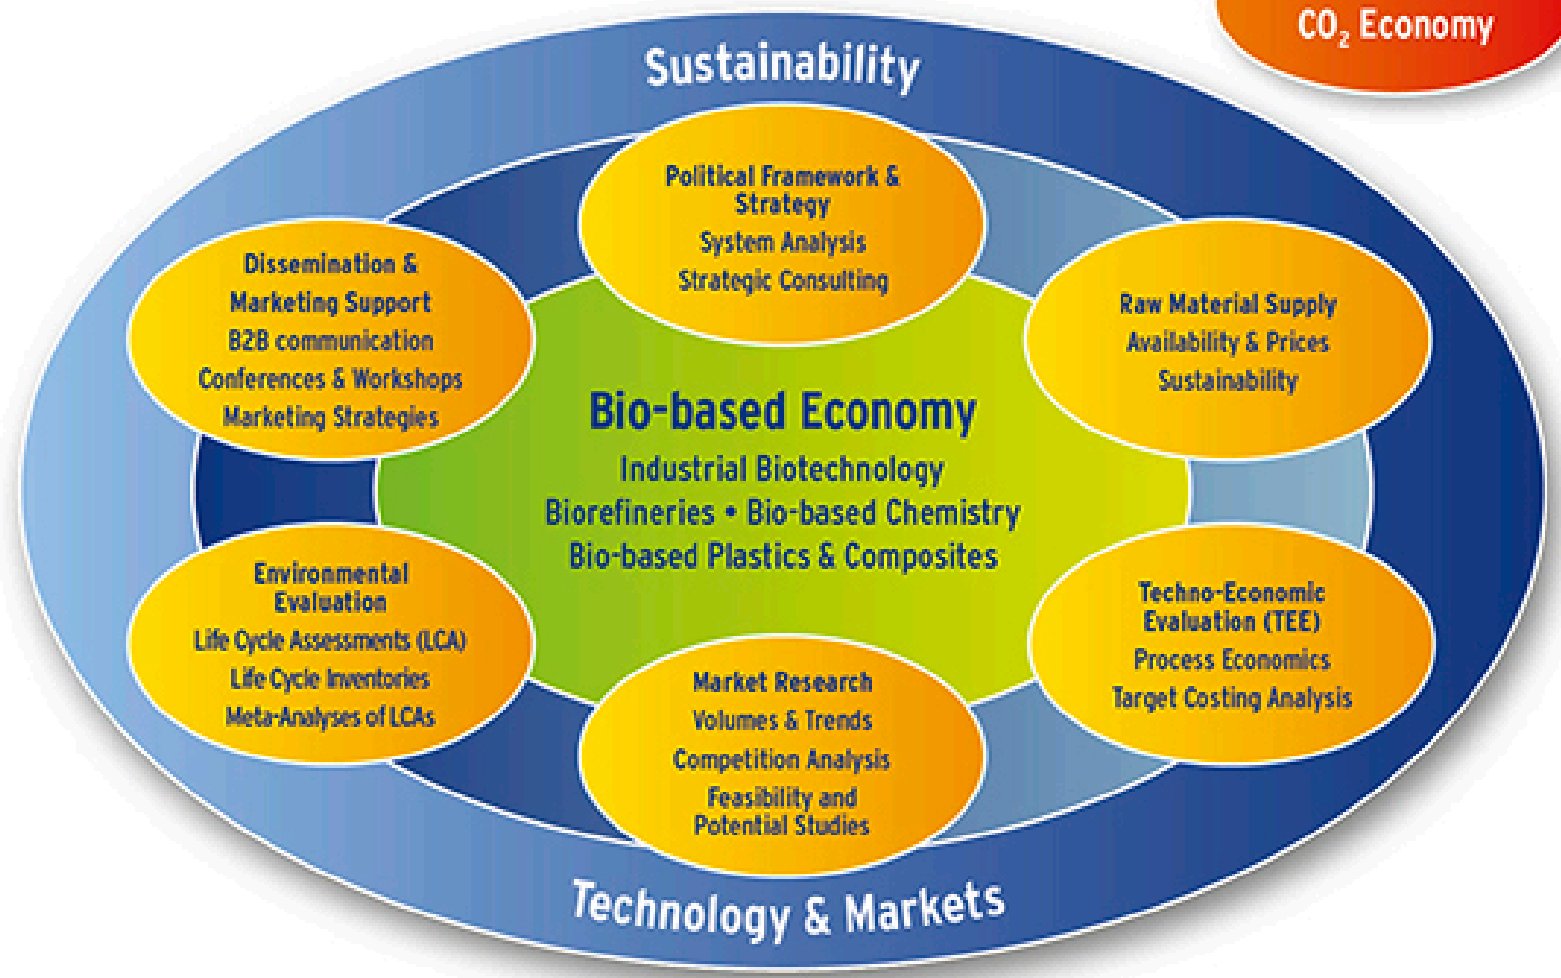 CO₂ Economy
Sustainability
Political Framework &
Strategy
System Analysis
Strategic Consulting
Dissemination &
Marketing Support
B2B communication
Conferences & Workshops
Marketing Strategies
Raw Material Supply
Availability & Prices
Sustainability
Bio-based Economy
Industrial Biotechnology
Biorefineries • Bio-based Chemistry
Bio-based Plastics & Composites
Environmental
Evaluation
Life Cycle Assessments (LCA)
Life Cycle Inventories
Meta-Analyses of LCAs
Techno-Economic
Evaluation (TEE)
Process Economics
Target Costing Analysis
Market Research
Volumes & Trends
Competition Analysis
Feasibility and
Potential Studies
Technology & Markets